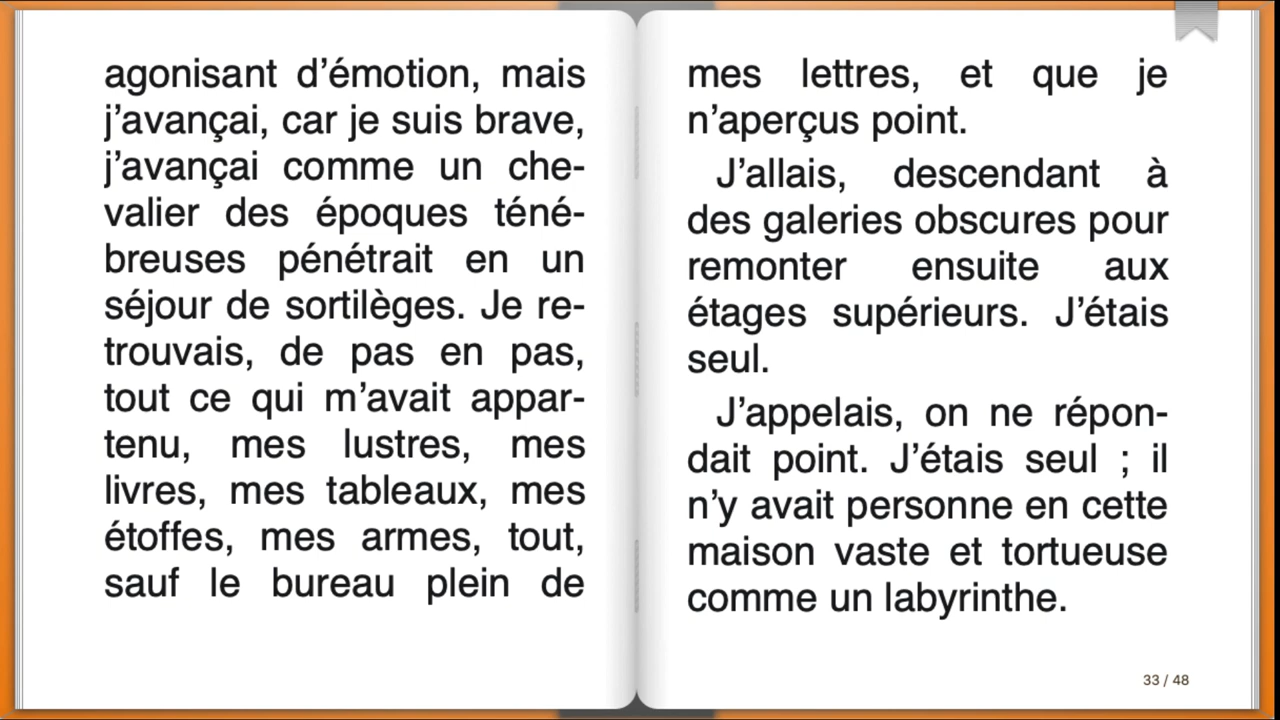 agonisant d’émotion, mais
j’avançai, car je suis brave,
j’avançai comme un che-
valier des époques téné-
breuses pénétrait en un
séjour de sortilèges. Je re-
trouvais, de pas en pas,
tout ce qui m’avait appar-
tenu, mes lustres, mes
livres, mes tableaux, mes
étoffes, mes armes, tout,
sauf le bureau plein de
mes lettres, et que je
n’aperçus point.
J’allais, descendant à
des galeries obscures pour
remonter ensuite aux
étages supérieurs. J’étais
seul.
J’appelais, on ne répon-
dait point. J’étais seul ; il
n’y avait personne en cette
maison vaste et tortueuse
comme un labyrinthe.
33 / 48